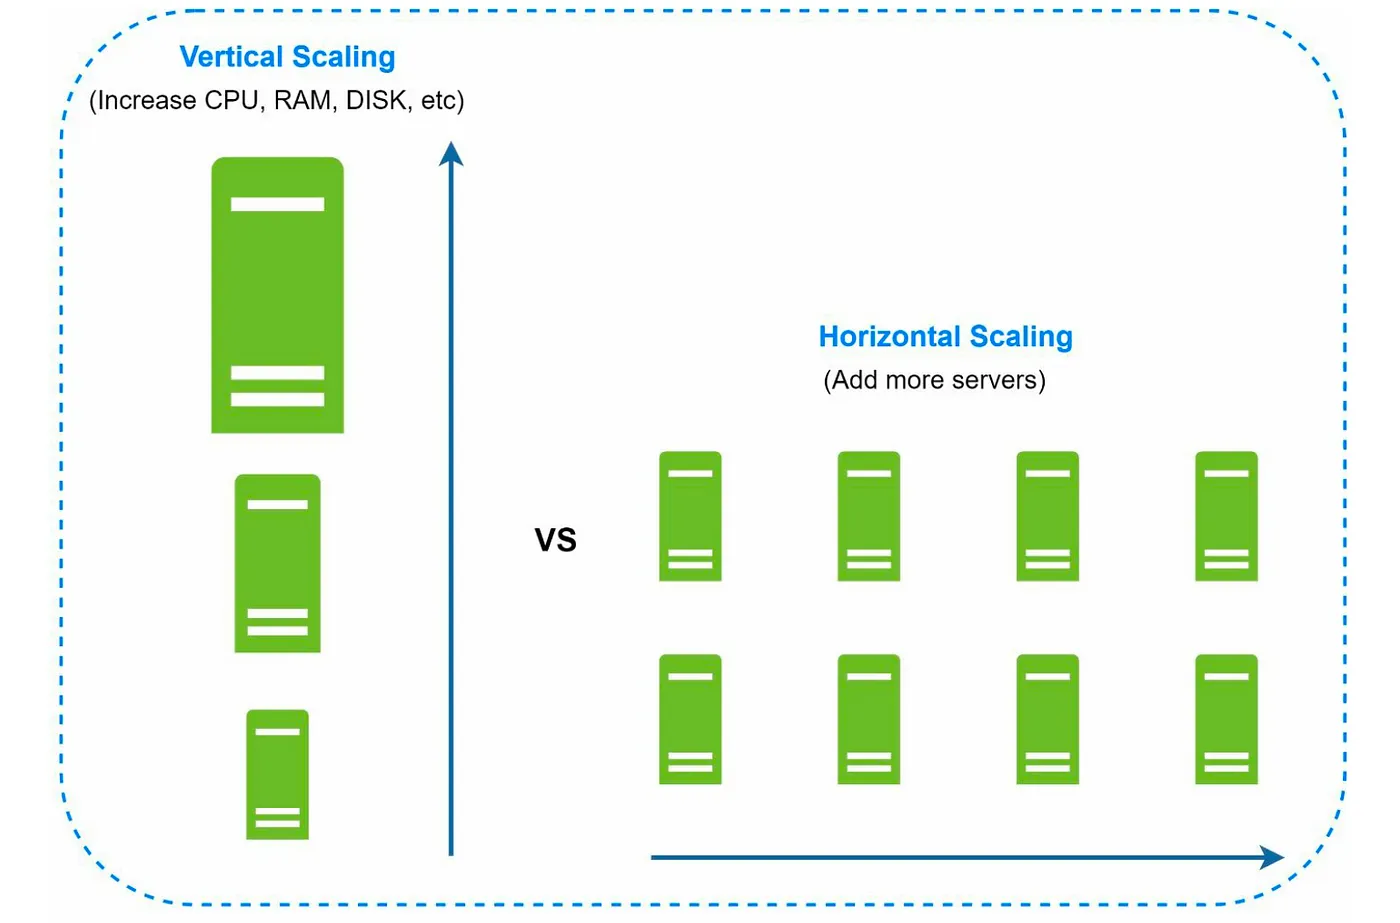 Vertical Scaling
(Increase CPU, RAM, DISK, etc)
Horizontal Scaling
(Add more servers)
VS